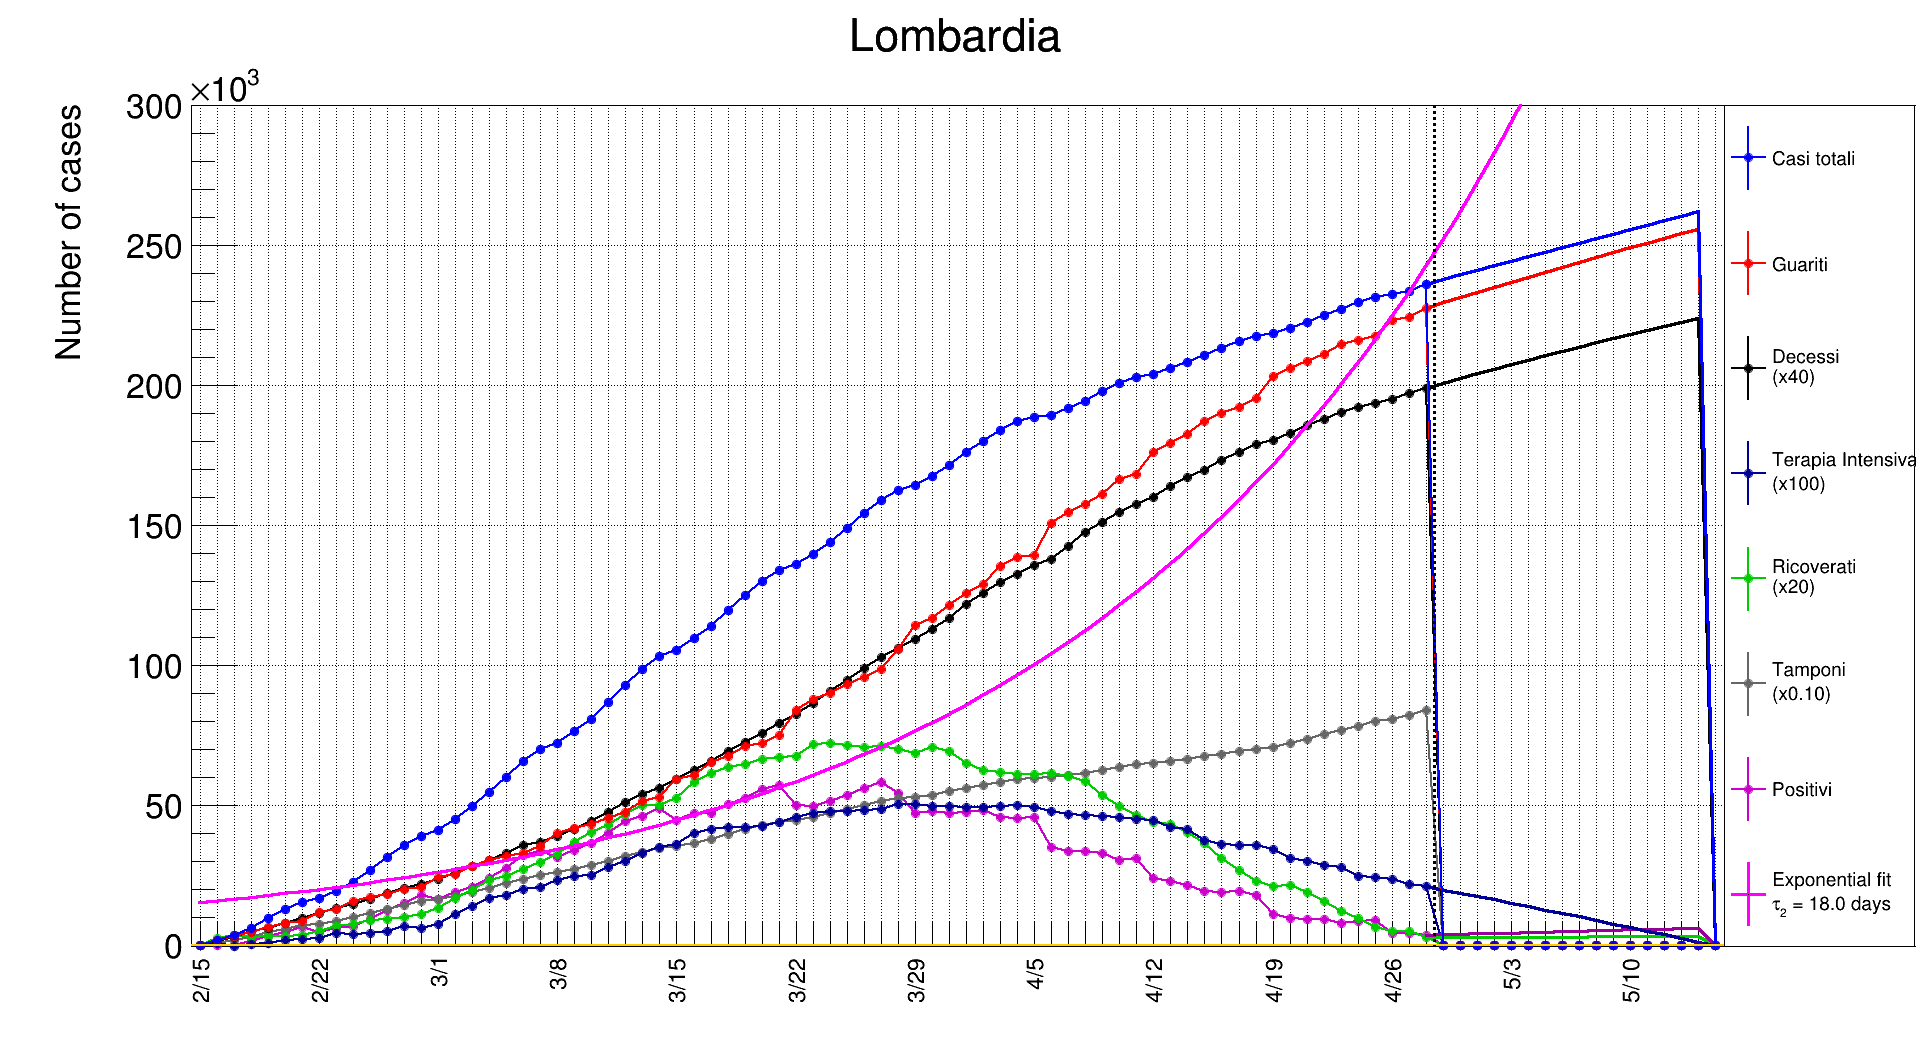 Lombardia
×10³
Number of cases
300
250
200
150
100
50
0
2/15
2/22
3/1
3/8
3/15
3/22
3/29
4/5
4/12
4/19
4/26
5/3
5/10
Casi totali
Guariti
Decessi
(x40)
Terapia Intensiva
(x100)
Ricoverati
(x20)
Tamponi
(x0.10)
Positivi
Exponential fit
τ₂ = 18.0 days